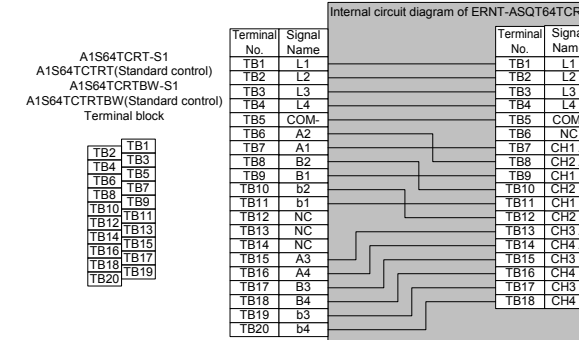 Internal circuit diagram of ERNT-ASQT64TCR
A1S64TCRT-S1
A1S64TCTRT(Standard control)
A1S64TCRTBW-S1
A1S64TCTRTBW(Standard control)
Terminal block
TB1
TB2
TB3
TB4
TB5
TB6
TB7
TB8
TB9
TB10
TB11
TB12
TB13
TB14
TB15
TB16
TB17
TB18
TB19
TB20
Terminal No. Signal Name
TB1 L1
TB2 L2
TB3 L3
TB4 L4
TB5 COM-
TB6 A2
TB7 A1
TB8 B2
TB9 B1
TB10 b2
TB11 b1
TB12 NC
TB13 NC
TB14 NC
TB15 A3
TB16 A4
TB17 B3
TB18 B4
TB19 b3
TB20 b4
Terminal No. Signa Nam
TB1 L1
TB2 L2
TB3 L3
TB4 L4
TB5 COM
TB6 NC
TB7 CH1
TB8 CH2
TB9 CH1
TB10 CH2
TB11 CH1
TB12 CH2
TB13 CH3
TB14 CH4
TB15 CH3
TB16 CH4
TB17 CH3
TB18 CH4